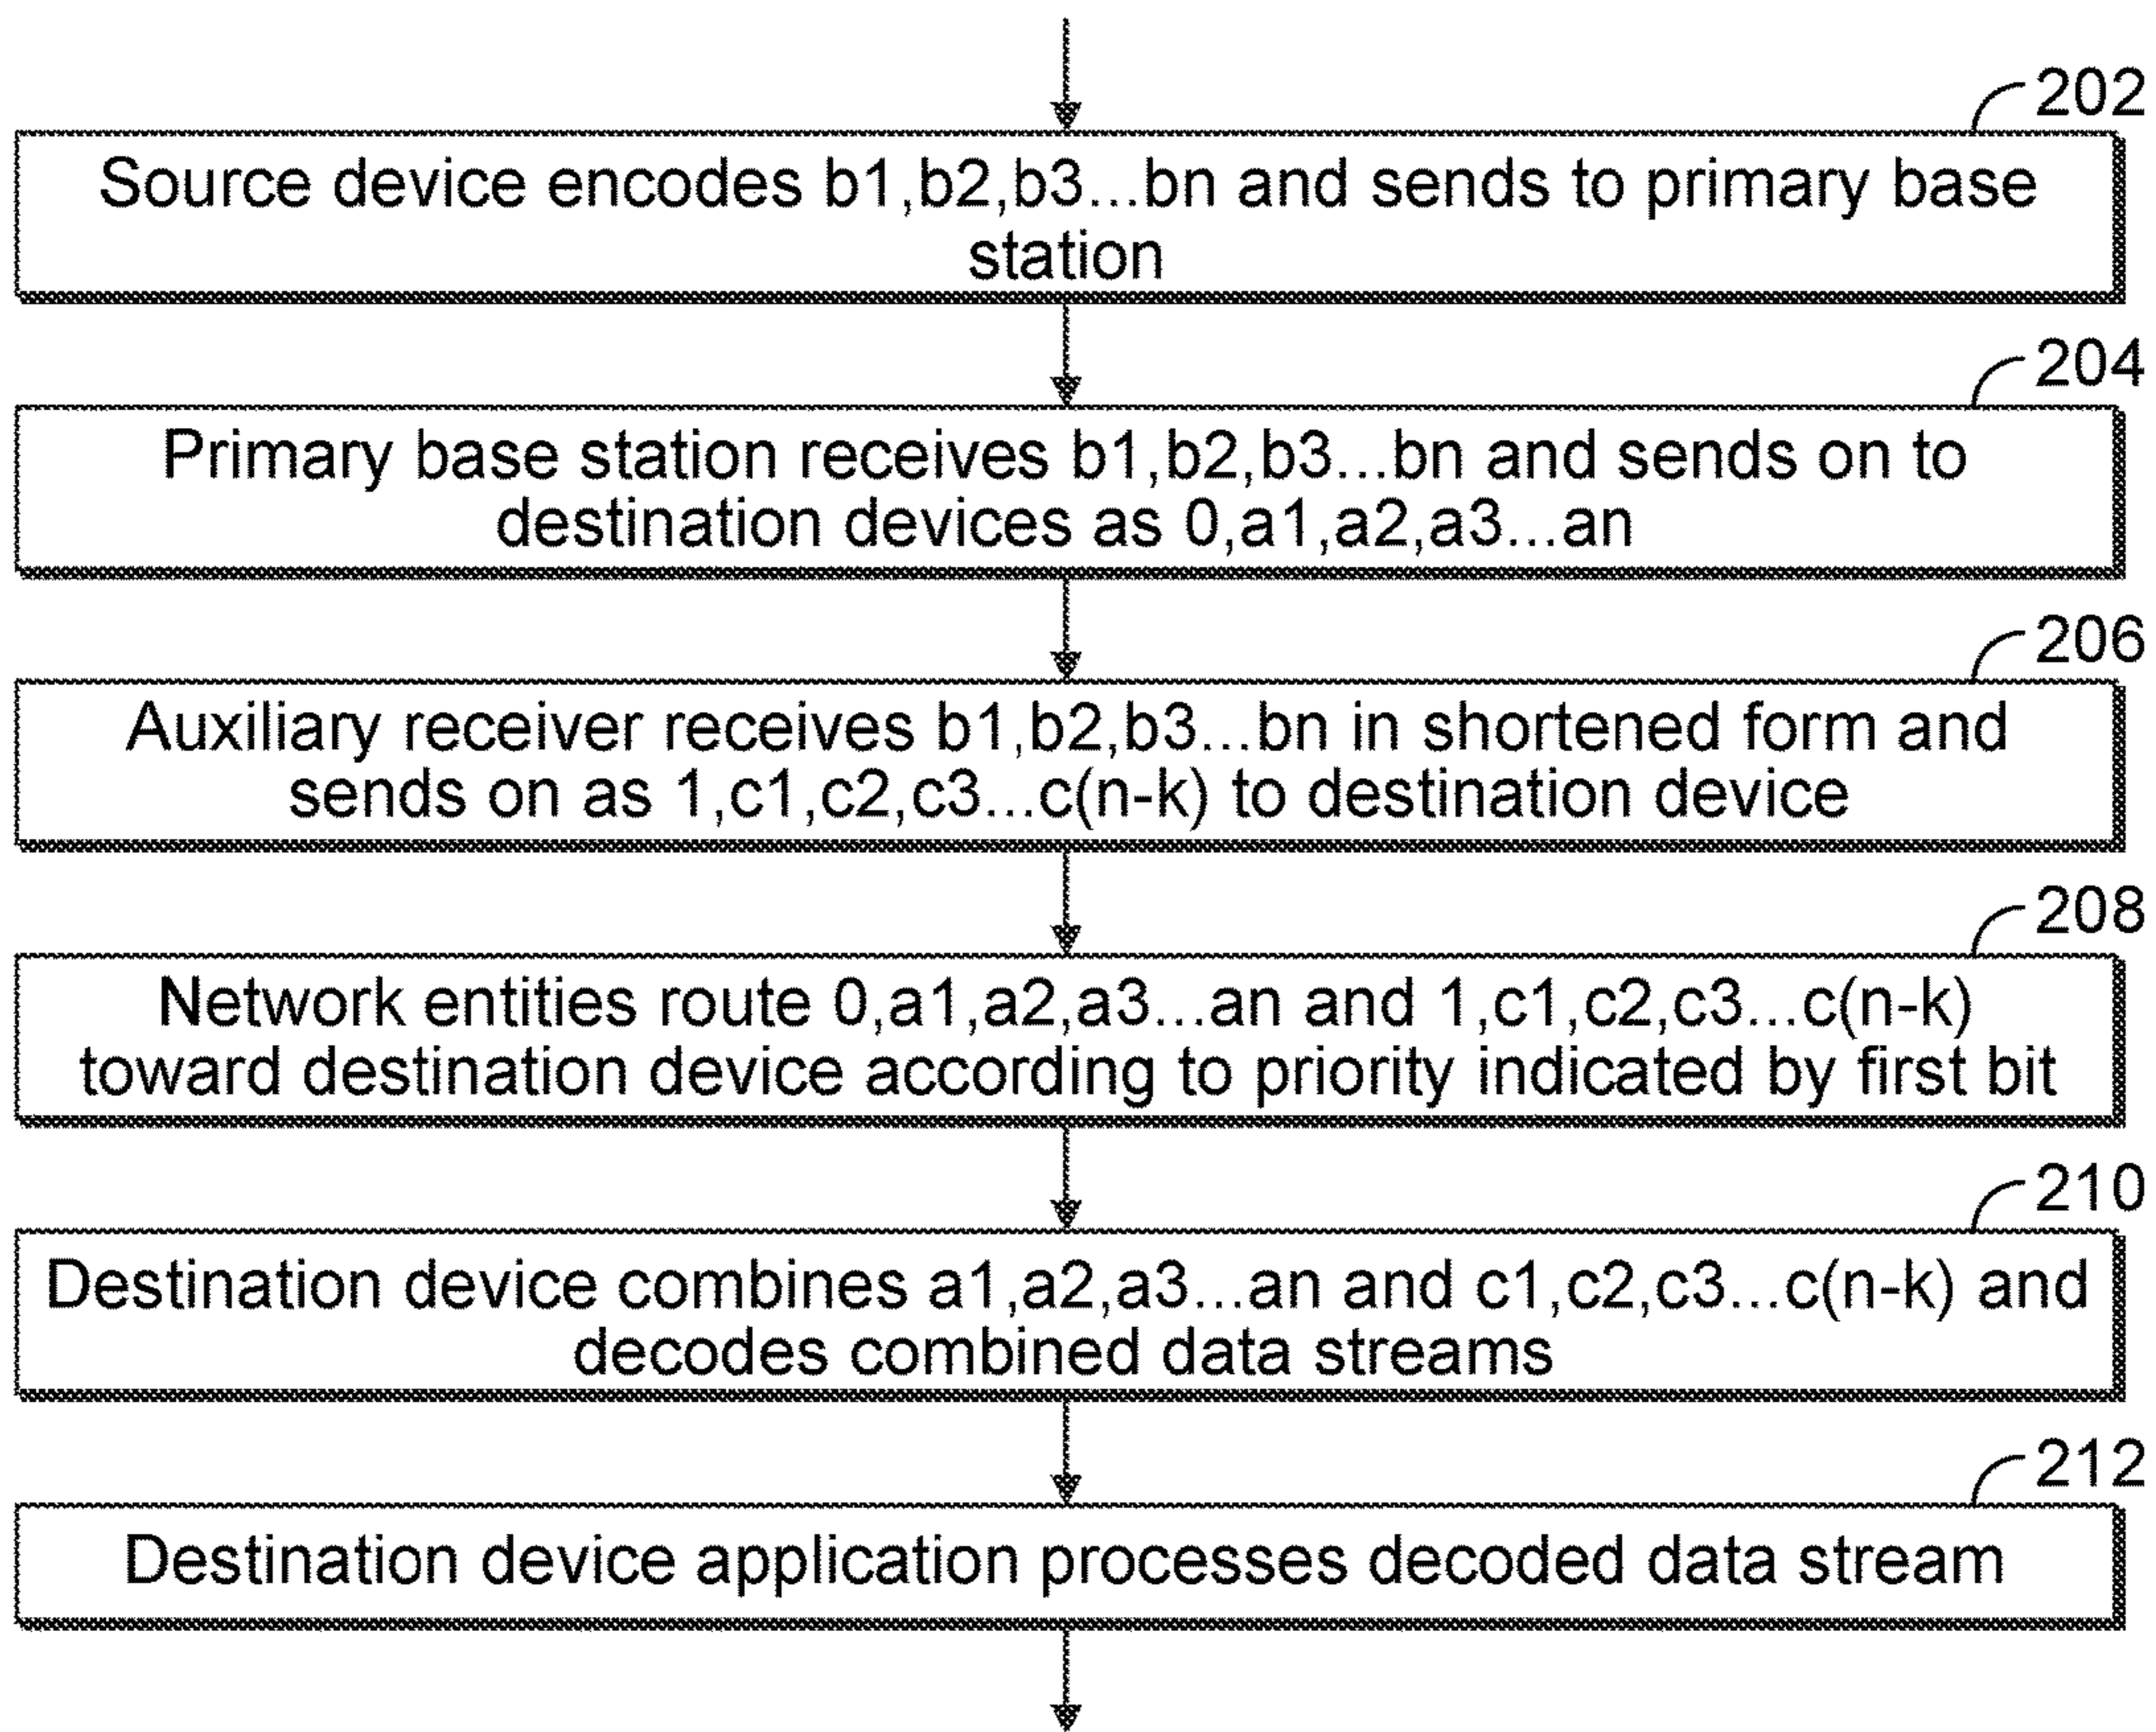 202
Source device encodes b1,b2,b3...bn and sends to primary base
station
204
Primary base station receives b1,b2,b3...bn and sends on to
destination devices as 0,a1,a2,a3...an
206
Auxiliary receiver receives b1,b2,b3...bn in shortened form and
sends on as 1,c1,c2,c3...c(n-k) to destination device
208
Network entities route 0,a1,a2,a3...an and 1,c1,c2,c3...c(n-k)
toward destination device according to priority indicated by first bit
210
Destination device combines a1,a2,a3...an and c1,c2,c3...c(n-k) and
decodes combined data streams
212
Destination device application processes decoded data stream